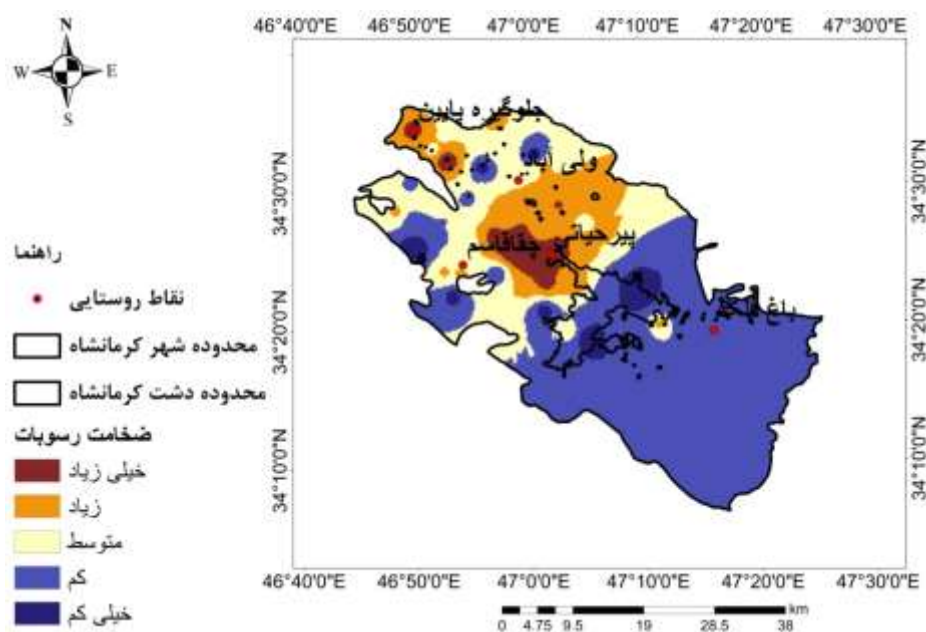 46°40'0"E 46°50'0"E 47°0'0"E 47°10'0"E 47°20'0"E 47°30'0"E
N
W E
S
34°30'0"N
34°20'0"N
34°10'0"N
جلوگیره پایین
ولی آباد
پیرحیاتی
جقاقاسم
34°30'0"N
34°20'0"N
34°10'0"N
راهنما
نقاط روستایی
محدوده شهر کرمانشاه
محدوده دشت کرمانشاه
ضخامت رسوبات
خیلی زیاد
زیاد
متوسط
کم
خیلی کم
46°40'0"E 46°50'0"E 47°0'0"E 47°10'0"E 47°20'0"E 47°30'0"E
km
0 4.75 9.5 19 28.5 38